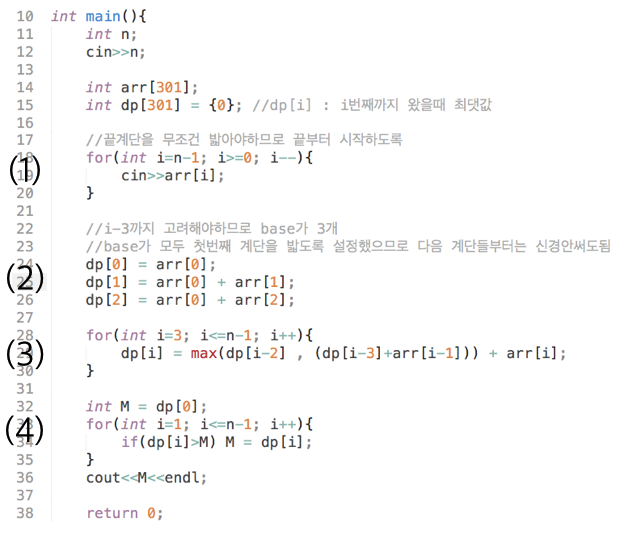 10 int main(){
11 int n;
12 cin>>n;
13
14 int arr[301];
15 int dp[301] = {0}; //dp[i] : i번째까지 왔을때 최댓값
16
17 //끝계단을 무조건 밟아야하므로 끝부터 시작하도록
18 for(int i=n-1; i>=0; i--){
(1)
19 cin>>arr[i];
20 }
21
22 //i-3까지 고려해야하므로 base가 3개
23 //base가 모두 첫번째 계단을 밟도록 설정했으므로 다음 계단들부터는 신경안써도됨
24 dp[0] = arr[0];
(2)
25 dp[1] = arr[0] + arr[1];
26 dp[2] = arr[0] + arr[2];
27
28 for(int i=3; i<=n-1; i++){
(3)
29 dp[i] = max(dp[i-2] , (dp[i-3]+arr[i-1])) + arr[i];
30 }
31
32 int M = dp[0];
33 for(int i=1; i<=n-1; i++){
(4)
34 if(dp[i]>M) M = dp[i];
35 }
36 cout<<M<<endl;
37
38 return 0;